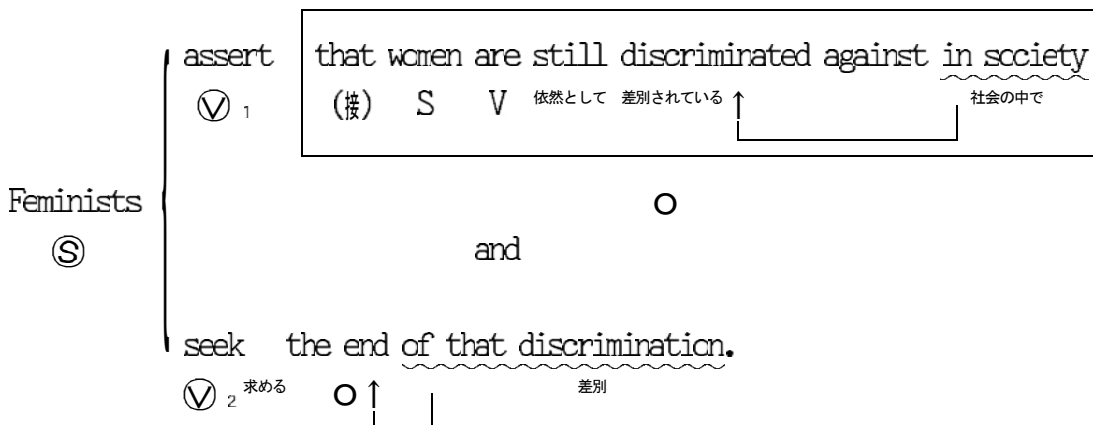 assert that women are still discriminated against in society
Ⓥ 1 (接) S V 依然として 差別されている ↑ 社会の中で
Feminists O
Ⓢ and
seek the end of that discrimination.
Ⓥ 2 求める O ↑ 差別